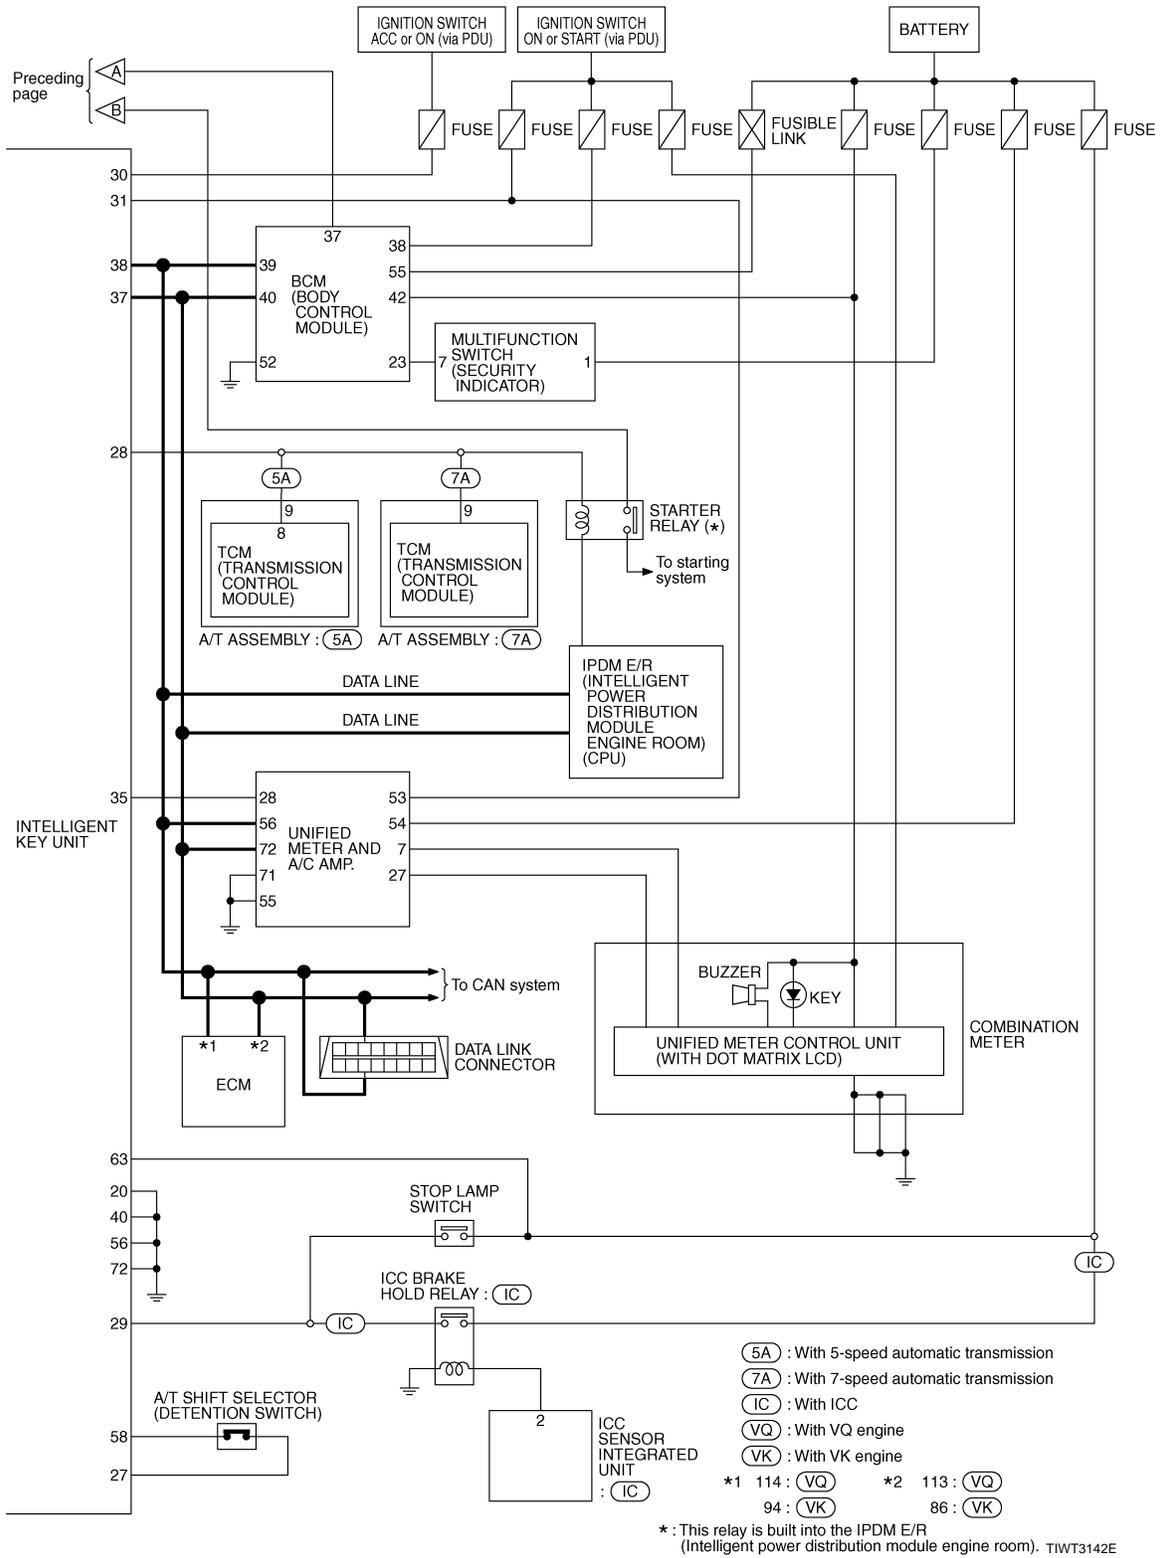 IGNITION SWITCH
ACC or ON (via PDU)
IGNITION SWITCH
ON or START (via PDU)
BATTERY
Preceding
page
A
B
FUSE
FUSE
FUSE
FUSE
FUSIBLE
LINK
FUSE
FUSE
FUSE
FUSE
30
31
37
38
38
39
55
37
40
42
BCM
(BODY
CONTROL
MODULE)
52
23
7
MULTIFUNCTION
SWITCH
(SECURITY
INDICATOR)
1
28
5A
7A
9
8
TCM
(TRANSMISSION
CONTROL
MODULE)
A/T ASSEMBLY : 5A
9
TCM
(TRANSMISSION
CONTROL
MODULE)
A/T ASSEMBLY : 7A
STARTER
RELAY (*)
To starting
system
DATA LINE
DATA LINE
IPDM E/R
(INTELLIGENT
POWER
DISTRIBUTION
MODULE
ENGINE ROOM)
(CPU)
35
INTELLIGENT
KEY UNIT
28
56
72
71
55
UNIFIED
METER AND
A/C AMP.
53
54
7
27
To CAN system
*1
*2
ECM
DATA LINK
CONNECTOR
BUZZER
KEY
UNIFIED METER CONTROL UNIT
(WITH DOT MATRIX LCD)
COMBINATION
METER
63
20
40
56
72
29
STOP LAMP
SWITCH
IC
ICC BRAKE
HOLD RELAY : IC
IC
A/T SHIFT SELECTOR
(DETENTION SWITCH)
58
27
2
ICC
SENSOR
INTEGRATED
UNIT
: IC
5A : With 5-speed automatic transmission
7A : With 7-speed automatic transmission
IC : With ICC
VQ : With VQ engine
VK : With VK engine
*1 114 : VQ *2 113 : VQ
94 : VK 86 : VK
* : This relay is built into the IPDM E/R
(Intelligent power distribution module engine room).
TIWT3142E